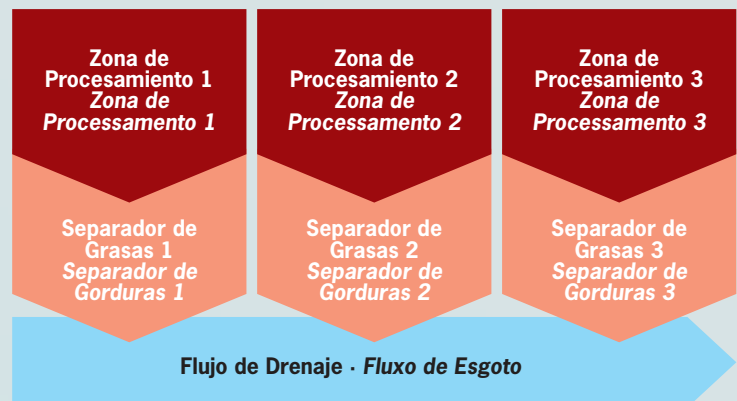 Zona de
Procesamiento 1
Zona de
Processamento 1
Zona de
Procesamiento 2
Zona de
Processamento 2
Zona de
Procesamiento 3
Zona de
Processamento 3
Separador de
Grasas 1
Separador de
Gorduras 1
Separador de
Grasas 2
Separador de
Gorduras 2
Separador de
Grasas 3
Separador de
Gorduras 3
Flujo de Drenaje · Fluxo de Esgoto